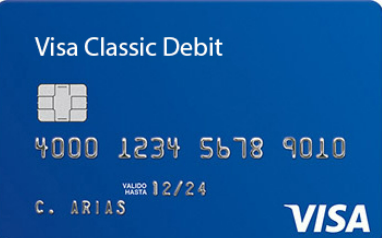 Visa Classic Debit
4000 1234 5678 9010
VALIDO
HASTA 12/24
C. ARIAS
VISA